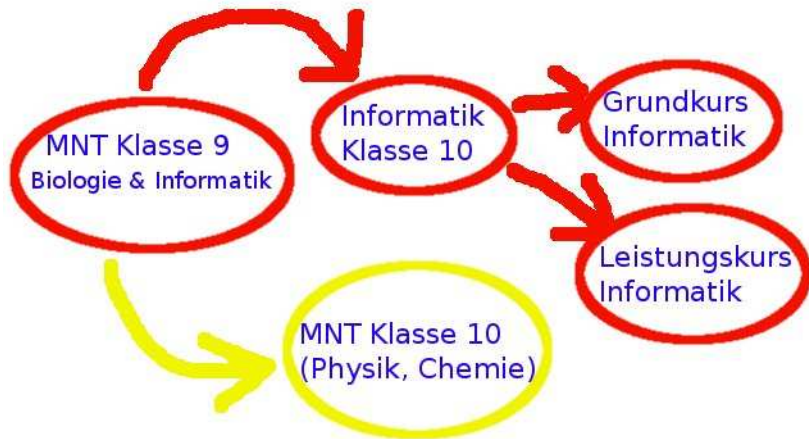 MNT Klasse 9
Biologie & Informatik
Informatik
Klasse 10
Grundkurs
Informatik
Leistungskurs
Informatik
MNT Klasse 10
(Physik, Chemie)